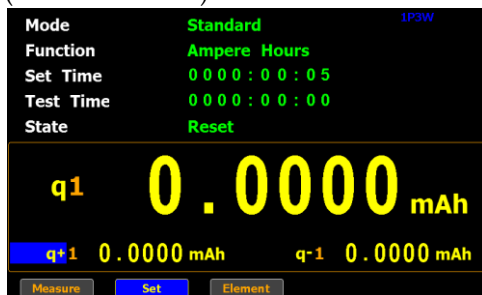 1P3W
Mode Standard
Function Ampere Hours
Set Time 0000:00:05
Test Time 0000:00:00
State Reset
q1 0.0000 mAh
q+1 0.0000 mAh q-1 0.0000 mAh
Measure Set Element